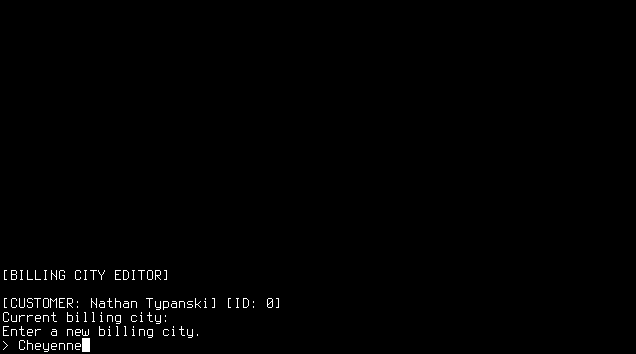 [BILLING CITY EDITOR]
[CUSTOMER: Nathan Typanski] [ID: 0]
Current billing city:
Enter a new billing city.
> Cheyenne